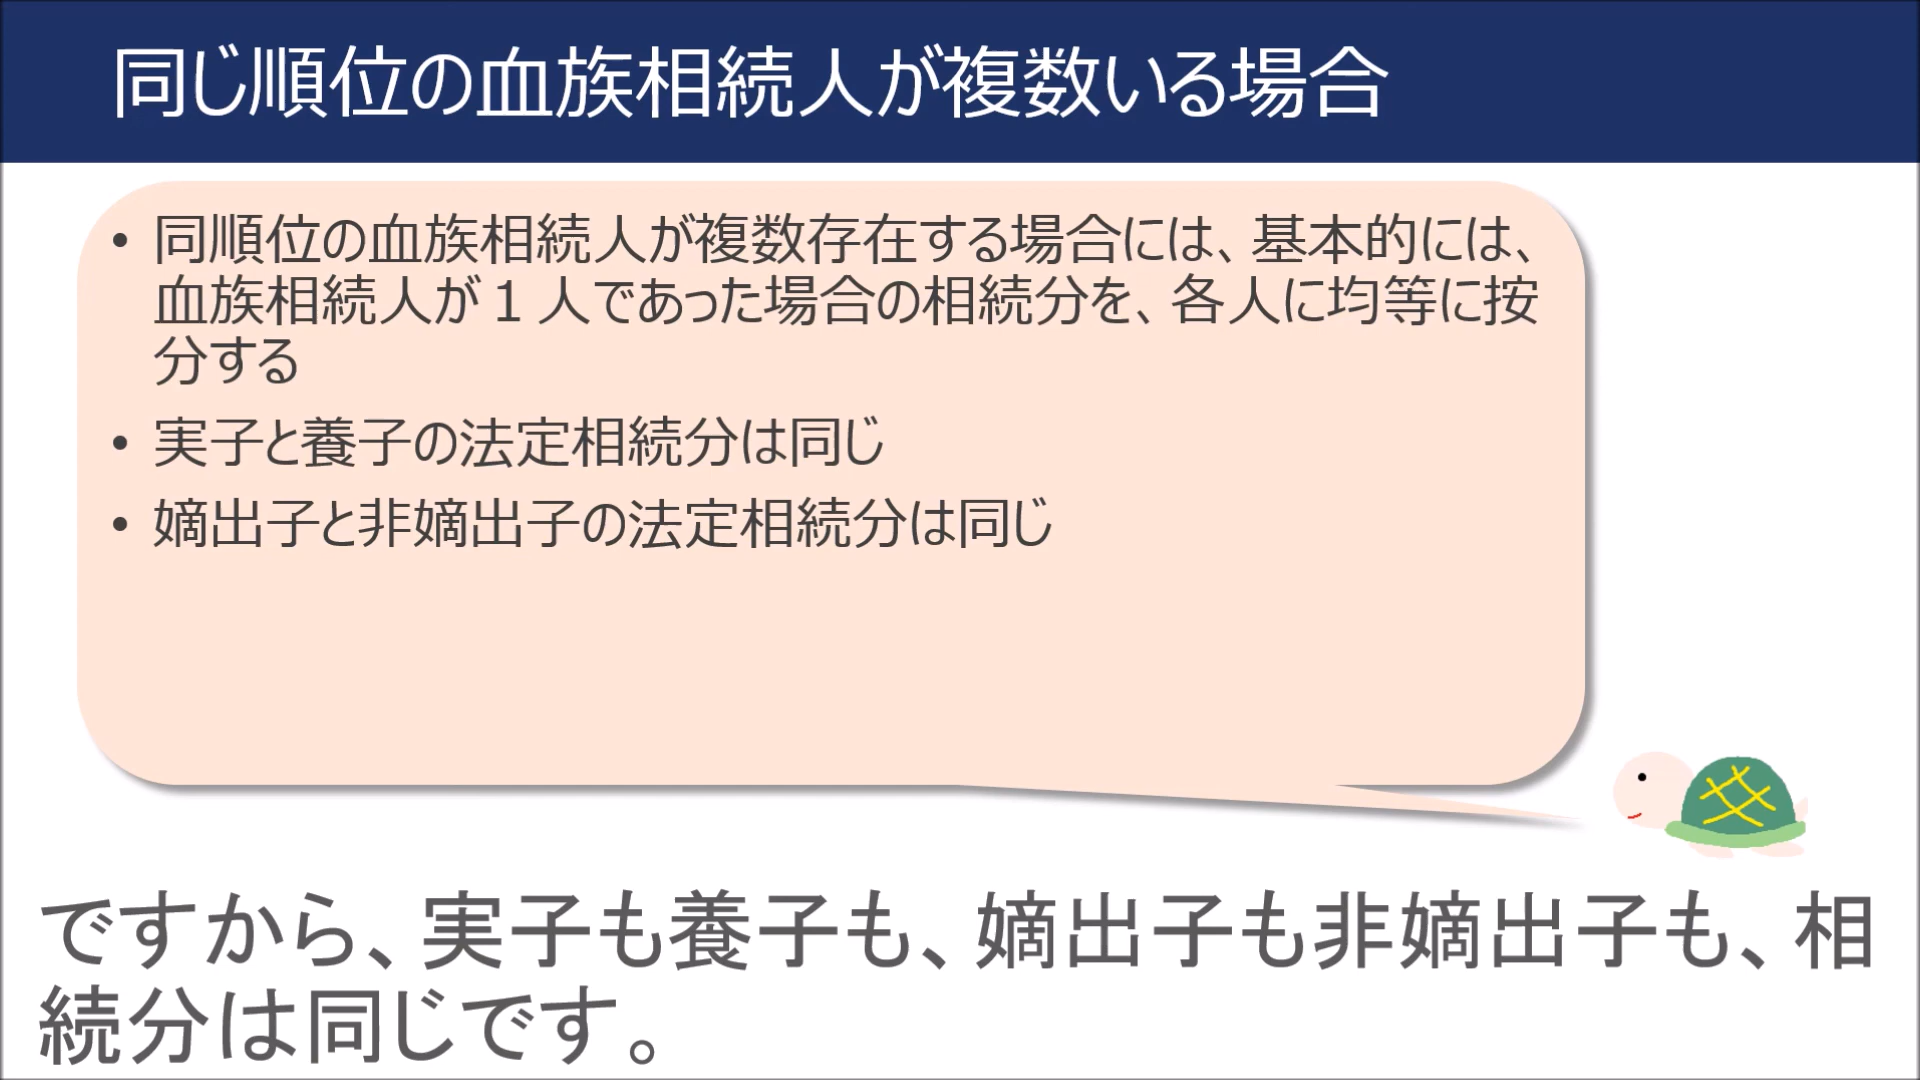 同じ順位の血族相続人が複数いる場合
• 同順位の血族相続人が複数存在する場合には、基本的には、
血族相続人が1人であった場合の相続分を、各人に均等に按
分する
• 実子と養子の法定相続分は同じ
• 嫡出子と非嫡出子の法定相続分は同じ
ですから、実子も養子も、嫡出子も非嫡出子も、相
続分は同じです。